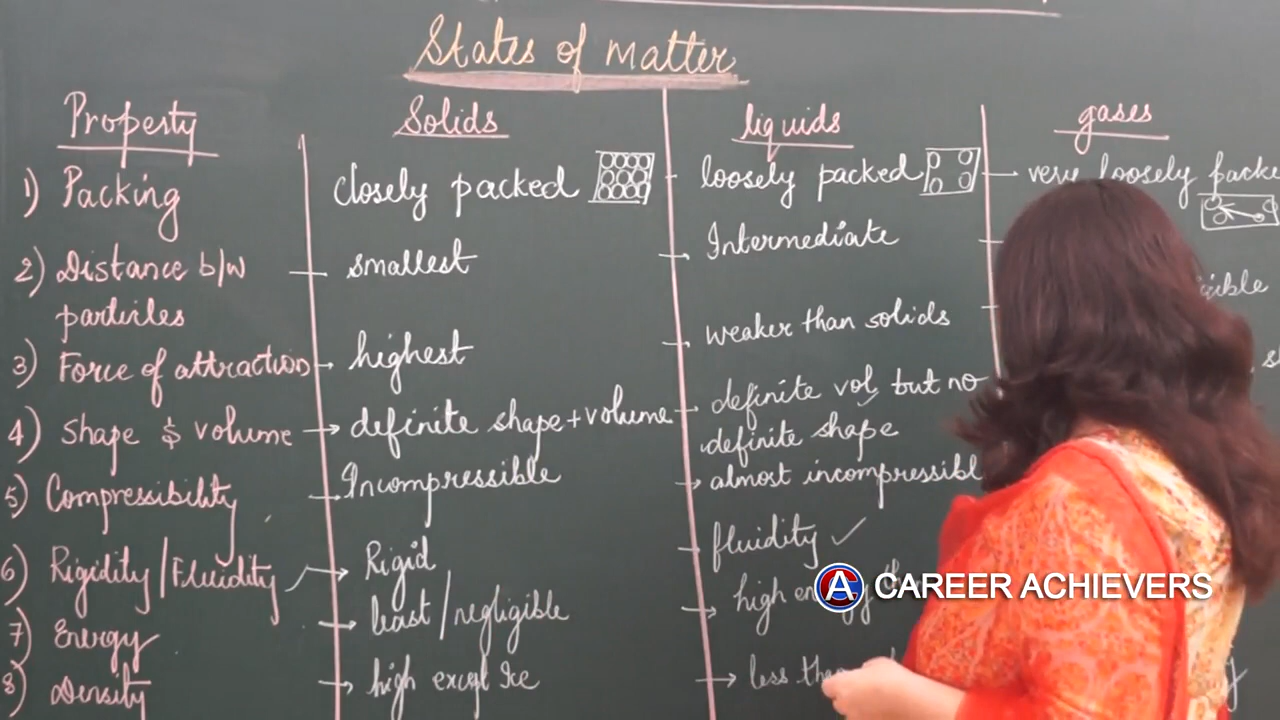 States of matter
Property Solids liquids gases
1) Packing closely packed loosely packed very loosely
2) Distance b/w smallest Intermediate
particles
3) Force of attraction highest weaker than solids
4) Shape & volume definite shape + volume definite vol. but no
definite shape
5) Compressibility Incompressible almost incompressibl
6) Rigidity/Fluidity Rigid fluidity ✓
7) Energy least/negligible high
8) Density high except Ice less
CAREER ACHIEVERS